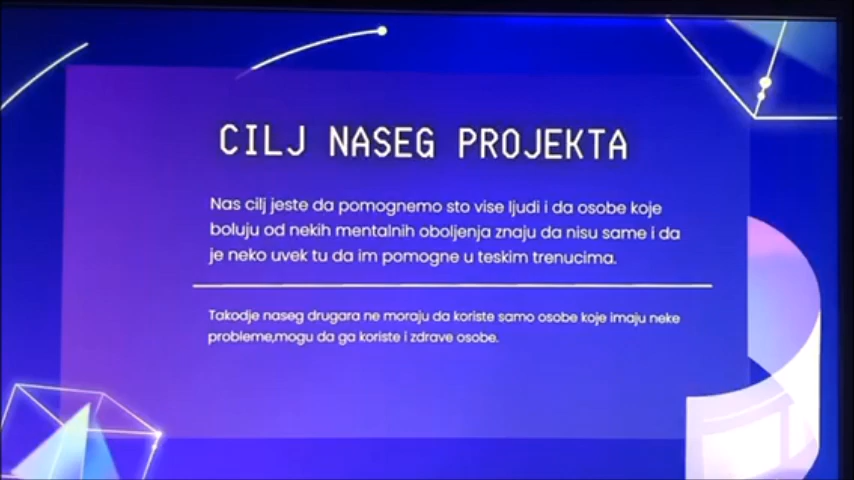 CILJ NASEG PROJEKTA
Nas cilj jeste da pomognemo sto vise ljudi i da osobe koje
boluju od nekih mentalnih oboljenja znaju da nisu same i da
je neko uvek tu da im pomogne u teskim trenucima.
Takodje naseg drugara ne moraju da koriste samo osobe koje imaju neke
probleme,mogu da ga koriste i zdrave osobe.